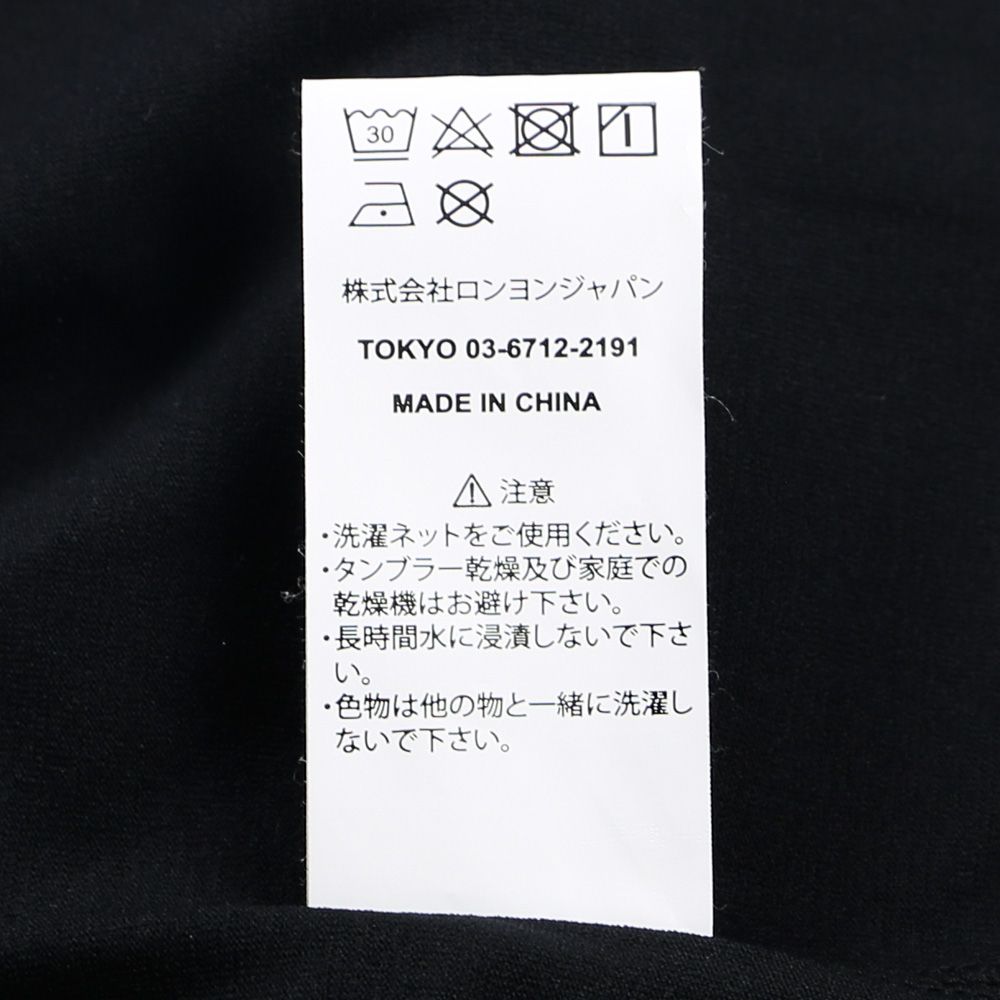 30
株式会社ロンヨンジャパン
TOKYO 03-6712-2191
MADE IN CHINA
注意
・洗濯ネットをご使用ください。
・タンブラー乾燥及び家庭での
乾燥機はお避け下さい。
・長時間水に浸漬しないで下さ
い。
・色物は他の物と一緒に洗濯し
ないで下さい。